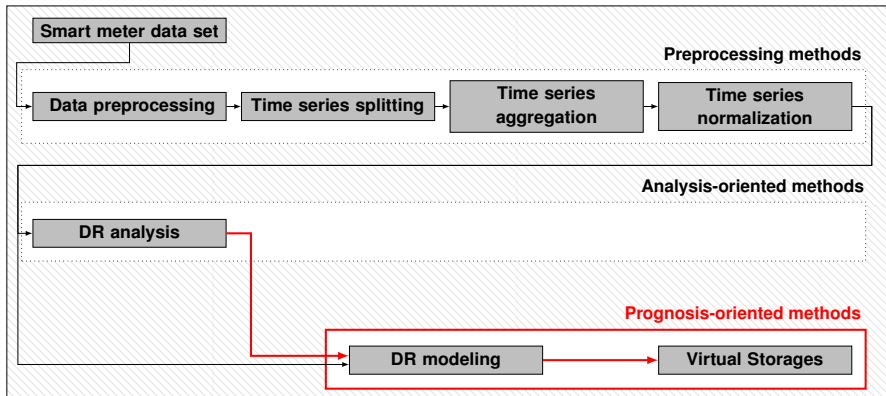 Smart meter data set
Preprocessing methods
Data preprocessing
Time series splitting
Time series
aggregation
Time series
normalization
Analysis-oriented methods
DR analysis
Prognosis-oriented methods
DR modeling
Virtual Storages